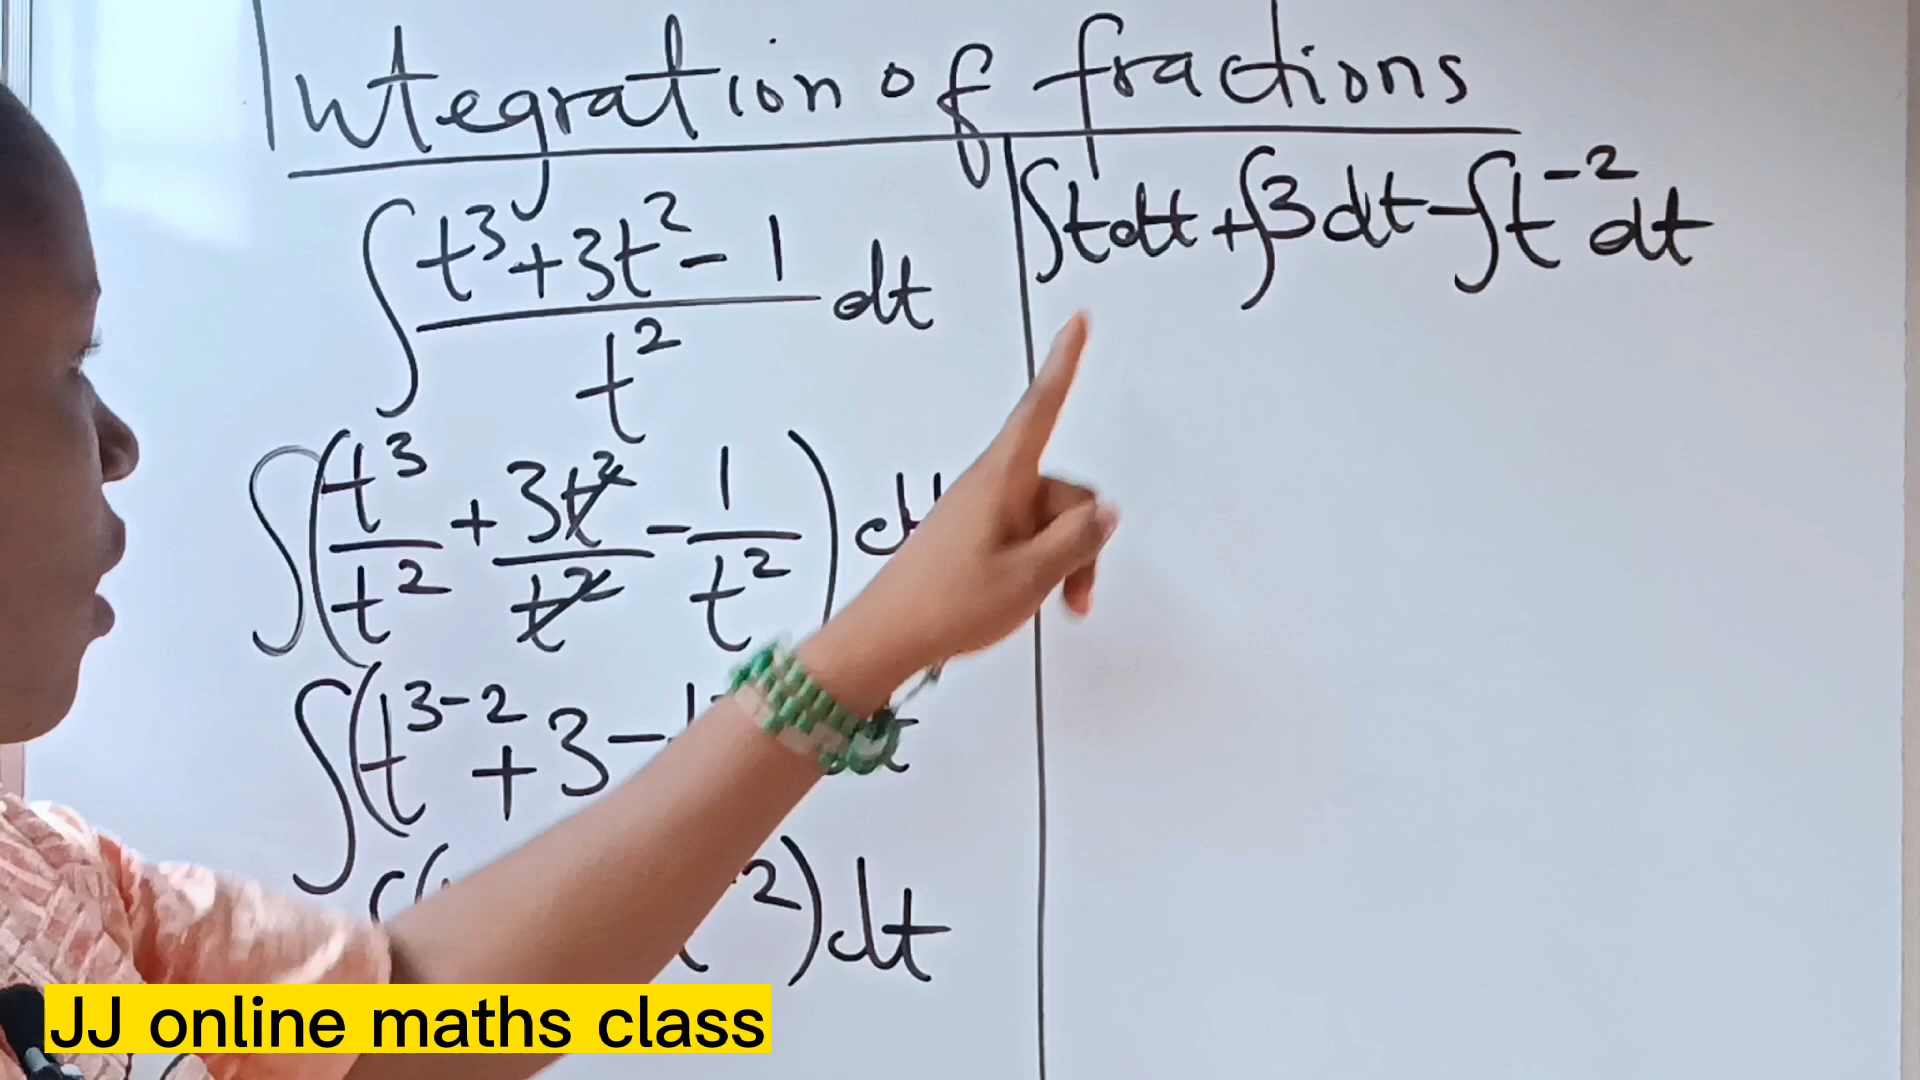 Integration of fractions
∫ (t³+3t²-1)/t² dt
∫(t³/t² + 3t²/t² - 1/t²) d
∫(t³⁻² + 3 -
²) dt
∫t dt + ∫3 dt - ∫t⁻² dt
JJ online maths class